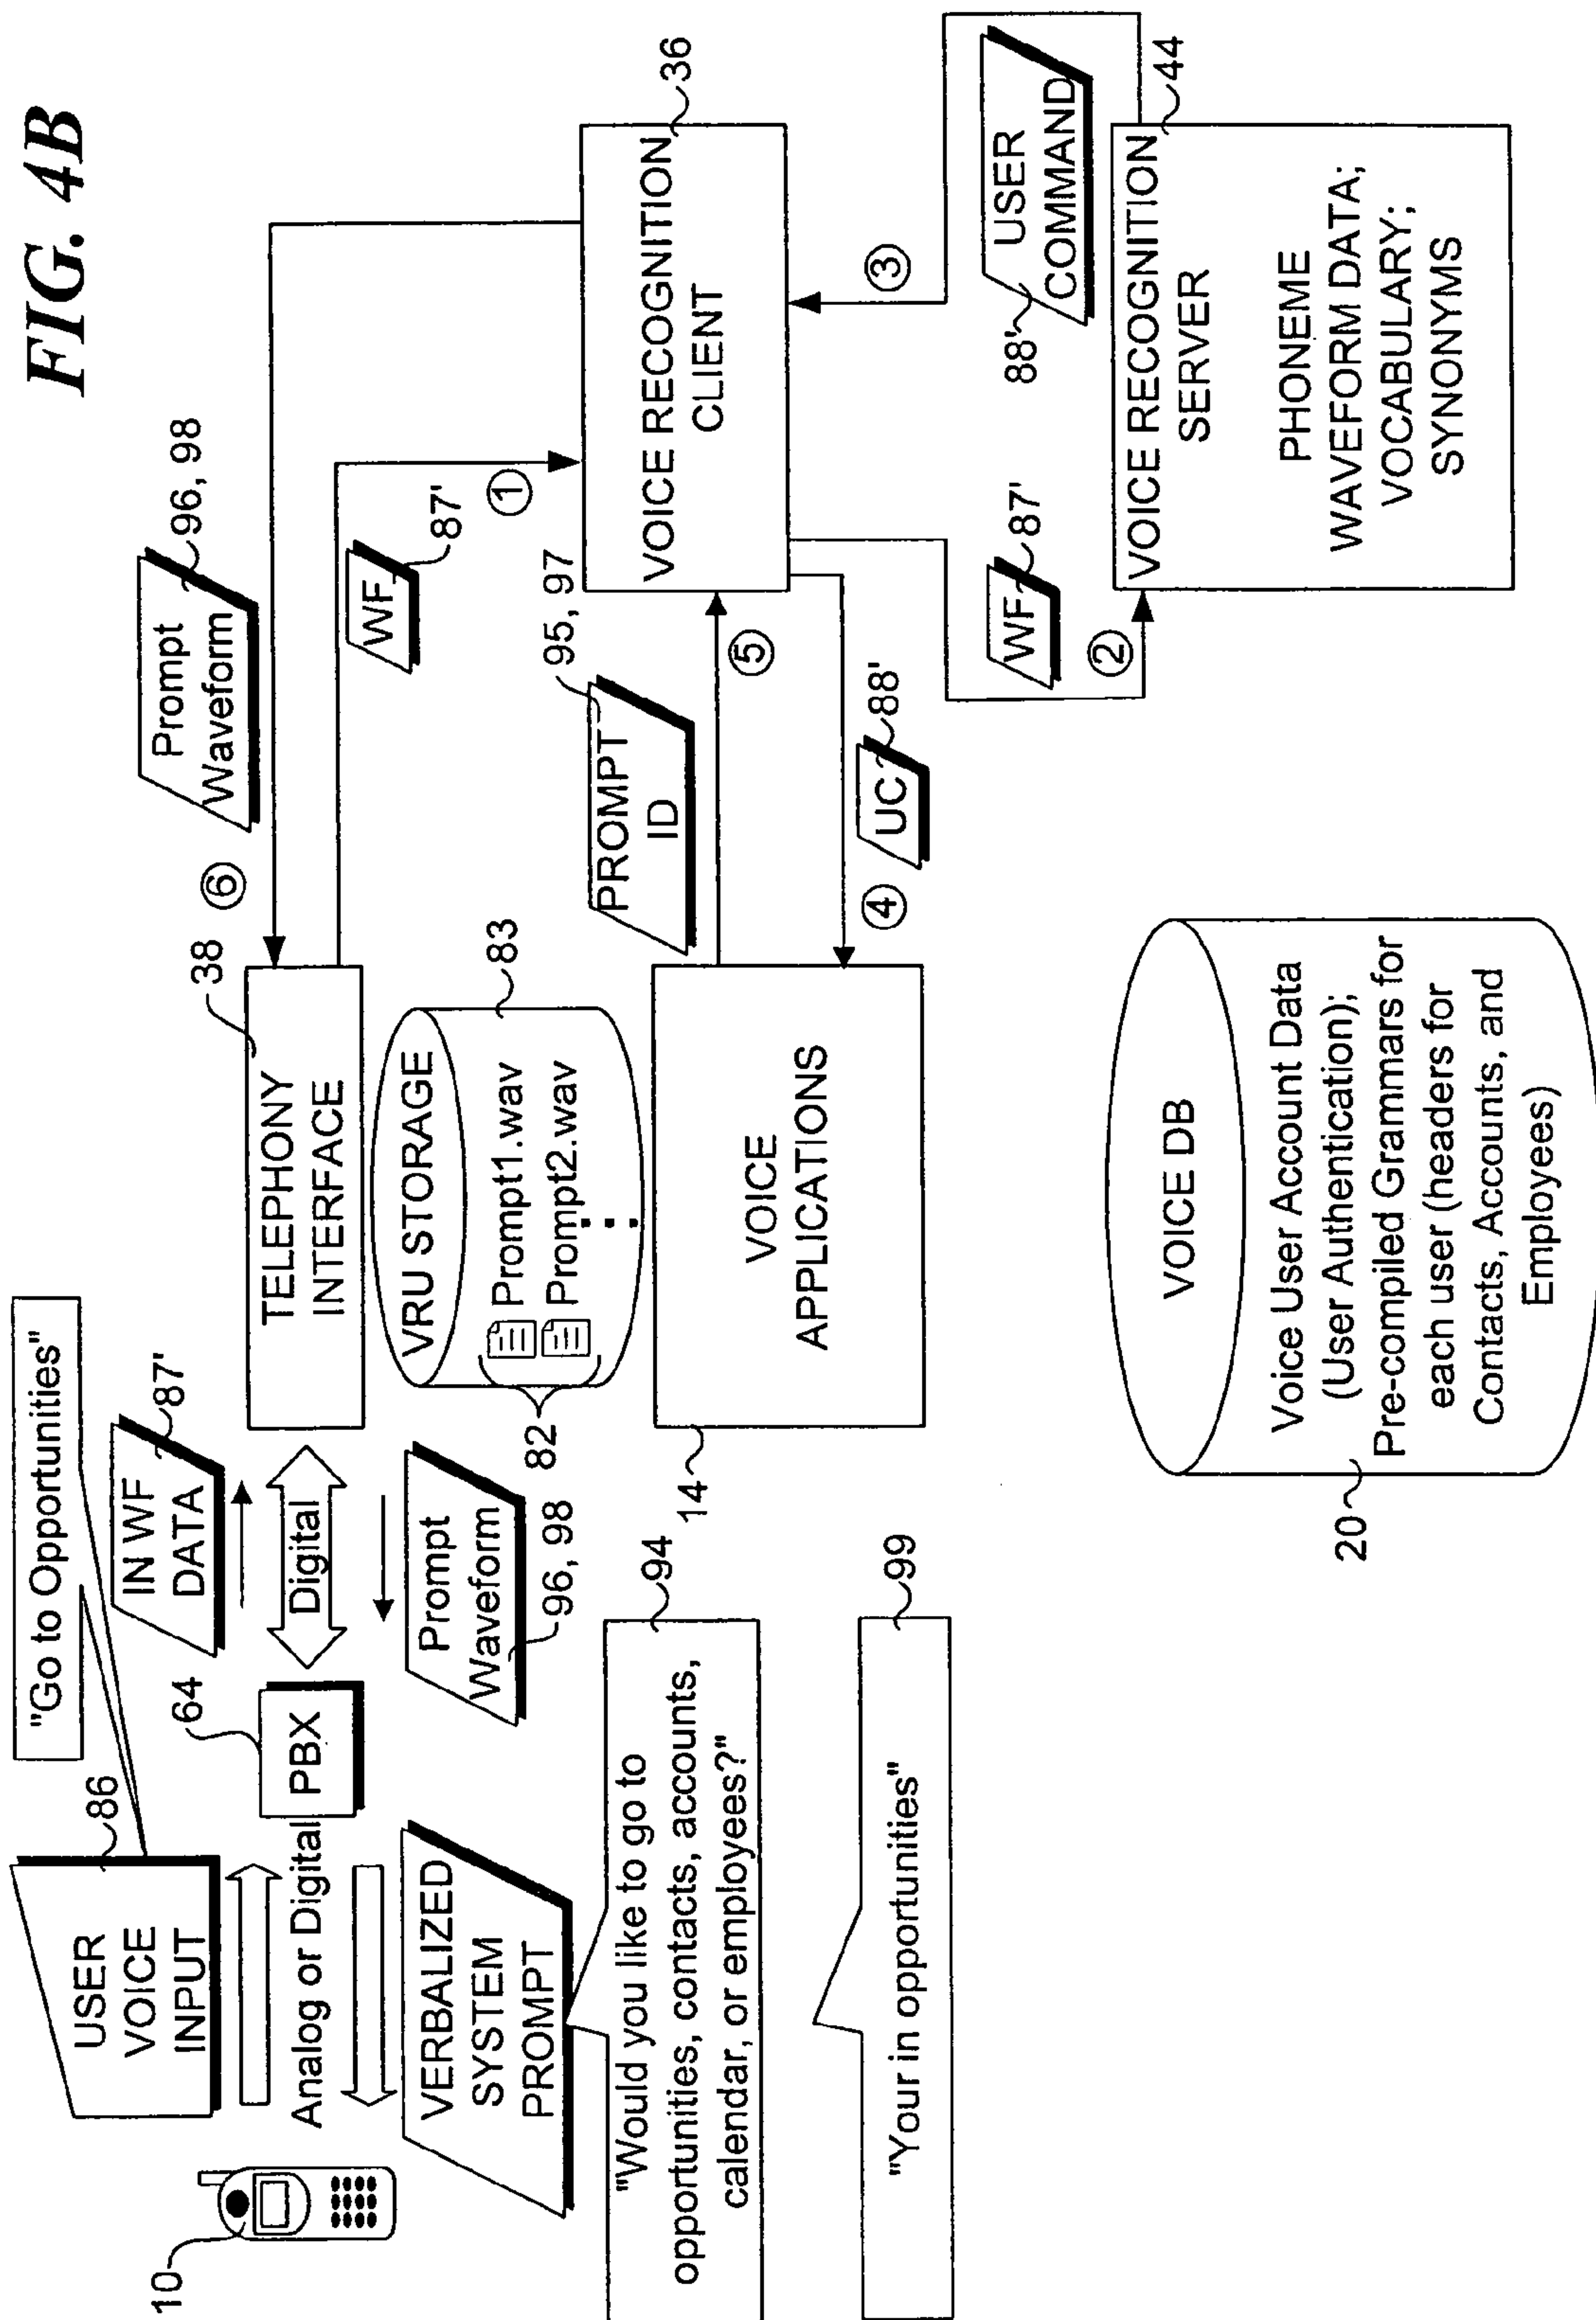 FIG. 4B
"Go to Opportunities"
86
USER
VOICE
INPUT
64
IN WF
DATA
87'
10
Analog or Digital
PBX
Digital
38
TELEPHONY
INTERFACE
6
Prompt
Waveform
96, 98
VERBALIZED
SYSTEM
PROMPT
Prompt
Waveform
96, 98
VRU STORAGE
83
Prompt1.wav
Prompt2.wav
82
WF
87'
1
94
"Would you like to go to
opportunities, contacts, accounts,
calendar, or employees?"
99
"Your in opportunities"
14
VOICE
APPLICATIONS
PROMPT
ID
95, 97
5
4
UC
88'
VOICE RECOGNITION
CLIENT
36
3
USER
COMMAND
88'
WF
87'
2
VOICE RECOGNITION
SERVER
44
PHONEME
WAVEFORM DATA;
VOCABULARY;
SYNONYMS
20
VOICE DB
Voice User Account Data
(User Authentication);
Pre-compiled Grammars for
each user (headers for
Contacts, Accounts, and
Employees)